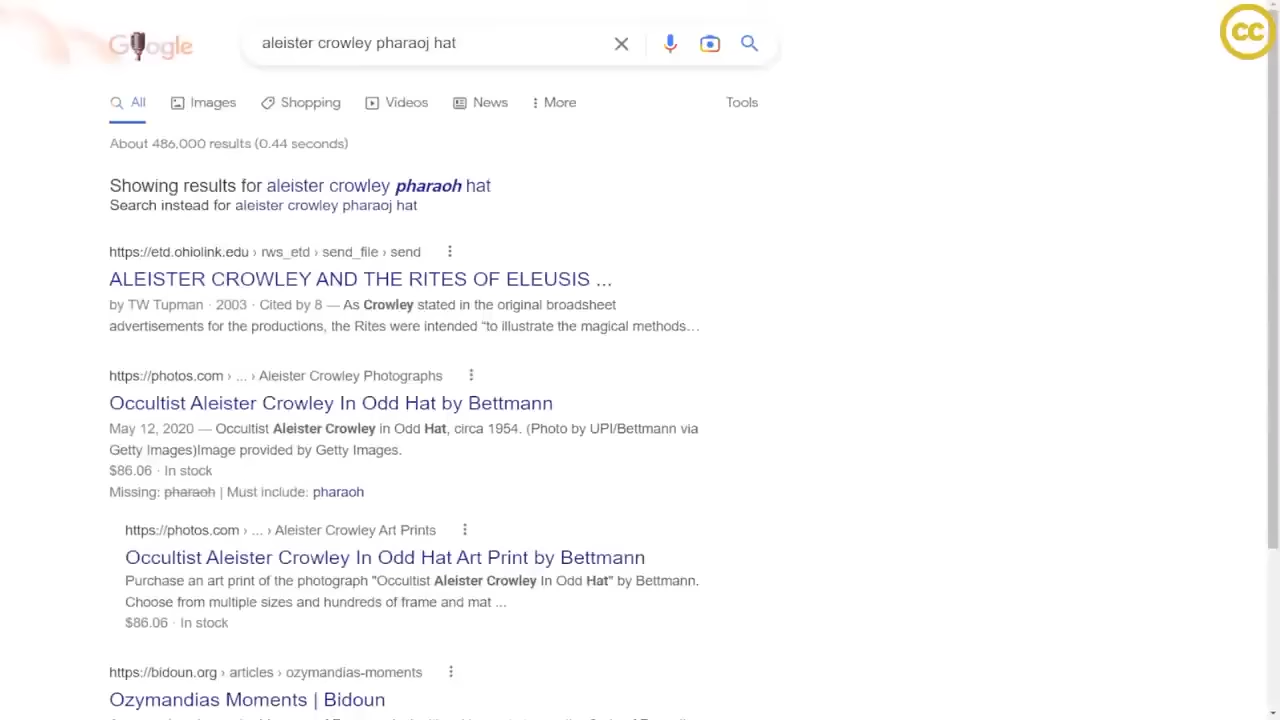 Google
aleister crowley pharaoj hat
CC
All Images Shopping Videos News More Tools
About 486,000 results (0.44 seconds)
Showing results for aleister crowley pharaoh hat
Search instead for aleister crowley pharaoj hat
https://etd.ohiolink.edu › rws_etd › send_file › send
ALEISTER CROWLEY AND THE RITES OF ELEUSIS ...
by TW Tupman · 2003 · Cited by 8 — As Crowley stated in the original broadsheet
advertisements for the productions, the Rites were intended “to illustrate the magical methods...
https://photos.com › ... › Aleister Crowley Photographs
Occultist Aleister Crowley In Odd Hat by Bettmann
May 12, 2020 — Occultist Aleister Crowley in Odd Hat, circa 1954. (Photo by UPI/Bettmann via
Getty Images)Image provided by Getty Images.
$86.06 · In stock
Missing: pharaoh | Must include: pharaoh
https://photos.com › ... › Aleister Crowley Art Prints
Occultist Aleister Crowley In Odd Hat Art Print by Bettmann
Purchase an art print of the photograph "Occultist Aleister Crowley In Odd Hat" by Bettmann.
Choose from multiple sizes and hundreds of frame and mat ...
$86.06 · In stock
https://bidoun.org › articles › ozymandias-moments
Ozymandias Moments | Bidoun